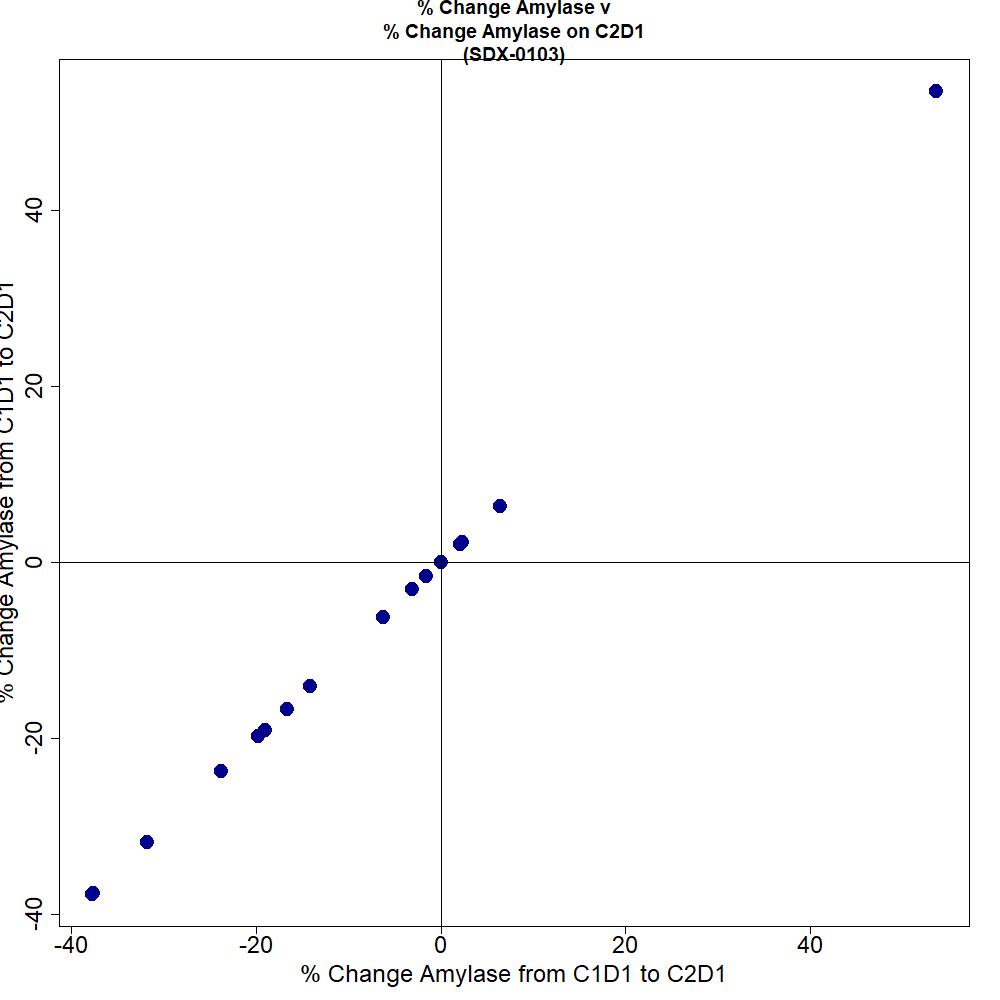 % Change Amylase v
% Change Amylase on C2D1
(SDX-0103)
% Change Amylase from C1D1 to C2D1
40
20
0
-20
-40
-40
-20
0
20
40
% Change Amylase from C1D1 to C2D1